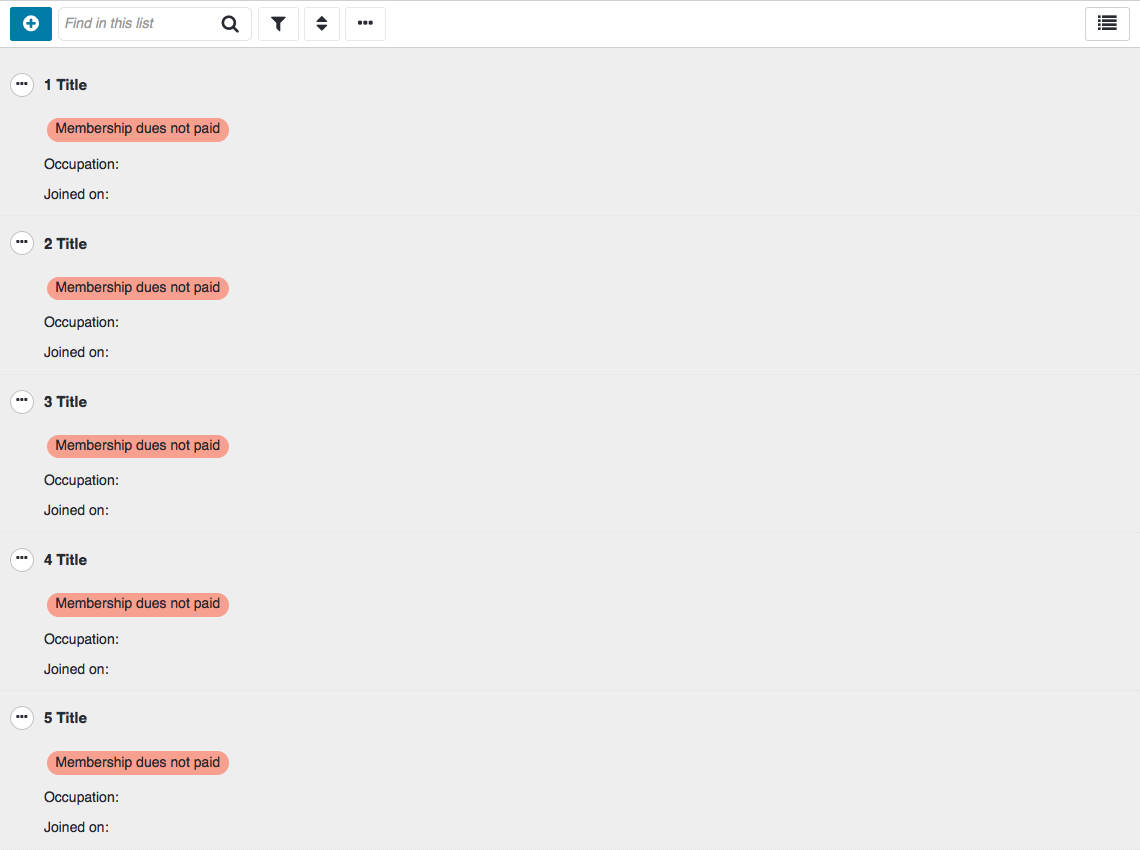 Find in this list
1 Title
Membership dues not paid
Occupation:
Joined on:
2 Title
Membership dues not paid
Occupation:
Joined on:
3 Title
Membership dues not paid
Occupation:
Joined on:
4 Title
Membership dues not paid
Occupation:
Joined on:
5 Title
Membership dues not paid
Occupation:
Joined on: